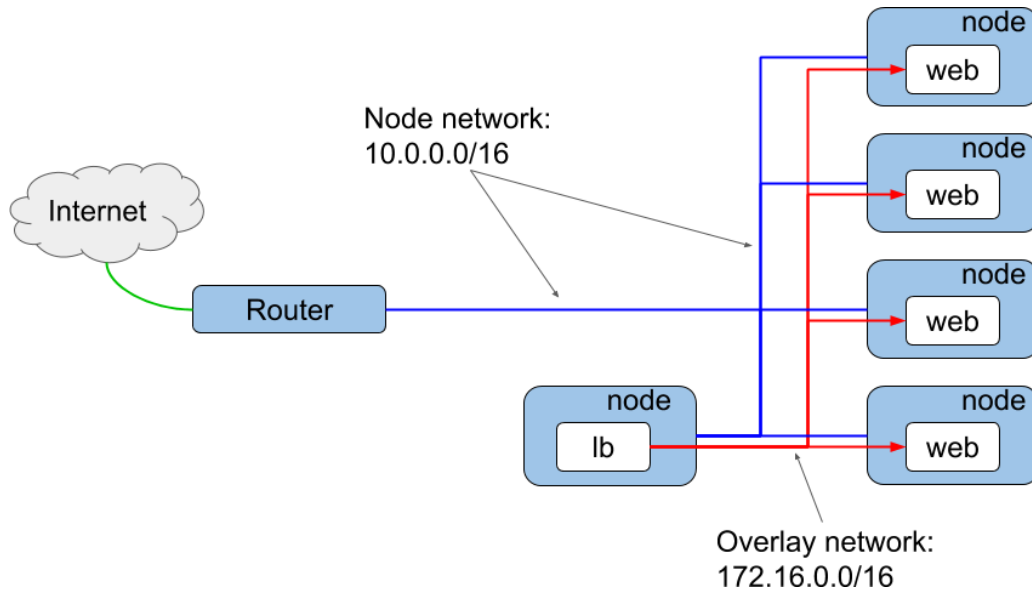 node
web
Node network:
10.0.0.0/16
node
web
Internet
node
Router
web
node
lb
node
web
Overlay network:
172.16.0.0/16